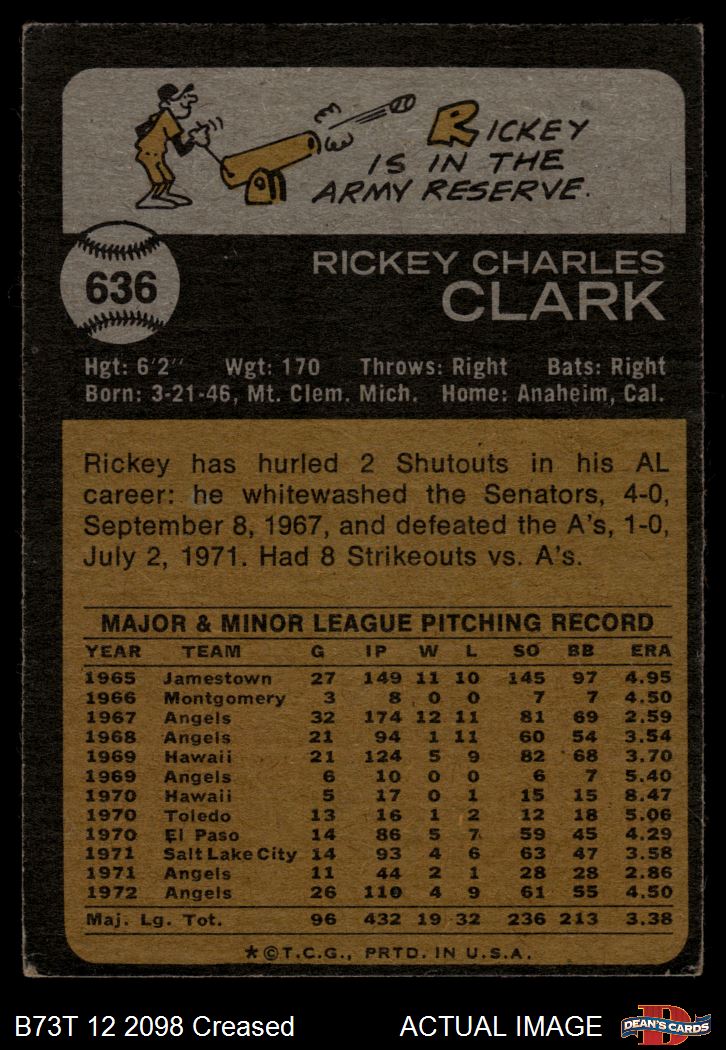 RICKEY
IS IN THE
ARMY RESERVE.
636
RICKEY CHARLES
CLARK
Hgt: 6'2" Wgt: 170 Throws: Right Bats: Right
Born: 3-21-46, Mt. Clem. Mich. Home: Anaheim, Cal.
Rickey has hurled 2 Shutouts in his AL
career: he whitewashed the Senators, 4-0,
September 8, 1967, and defeated the A's, 1-0,
July 2, 1971. Had 8 Strikeouts vs. A's.
MAJOR & MINOR LEAGUE PITCHING RECORD
YEAR TEAM G IP W L SO BB ERA
1965 Jamestown 27 149 11 10 145 97 4.95
1966 Montgomery 3 8 0 0 7 7 4.50
1967 Angels 32 174 12 11 81 69 2.59
1968 Angels 21 94 1 11 60 54 3.54
1969 Hawaii 21 124 5 9 82 68 3.70
1969 Angels 6 10 0 0 6 7 5.40
1970 Hawaii 5 17 0 1 15 15 8.47
1970 Toledo 13 16 1 2 12 18 5.06
1970 El Paso 14 86 5 7 59 45 4.29
1971 Salt Lake City 14 93 4 6 63 47 3.58
1971 Angels 11 44 2 1 28 28 2.86
1972 Angels 26 110 4 9 61 55 4.50
Maj. Lg. Tot. 96 432 19 32 236 213 3.38
*©T.C.G., PRTD. IN U.S.A.
B73T 12 2098 Creased ACTUAL IMAGE
D
DEAN'S CARDS